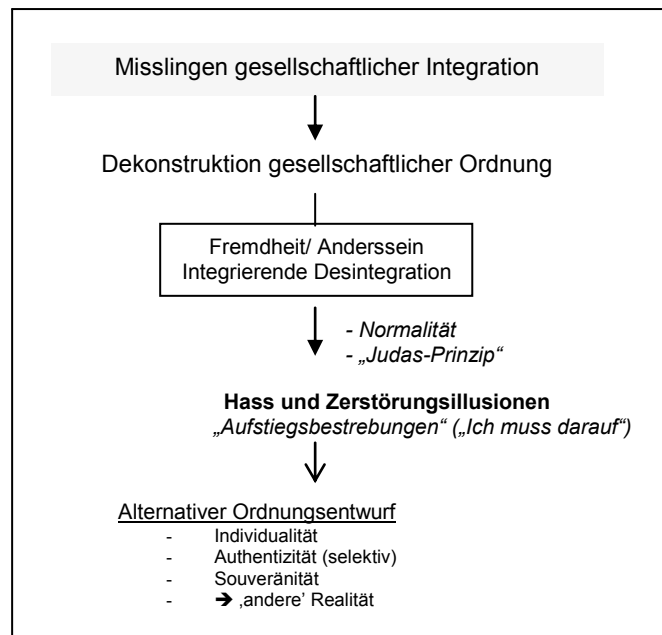 Misslingen gesellschaftlicher Integration
Dekonstruktion gesellschaftlicher Ordnung
Fremdheit/ Anderssein
Integrierende Desintegration
- Normalität
- „Judas-Prinzip“
Hass und Zerstörungsillusionen
„Aufstiegsbestrebungen“ („Ich muss darauf“)
Alternativer Ordnungsentwurf
- Individualität
- Authentizität (selektiv)
- Souveränität
- ➔ ‚andere’ Realität